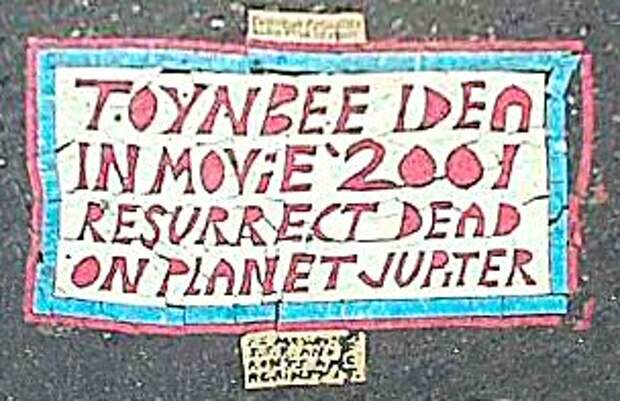 TOYNBEE IDEA
IN MOViE '2001
RESURRECT DEAD
ON PLANET JUPiTER